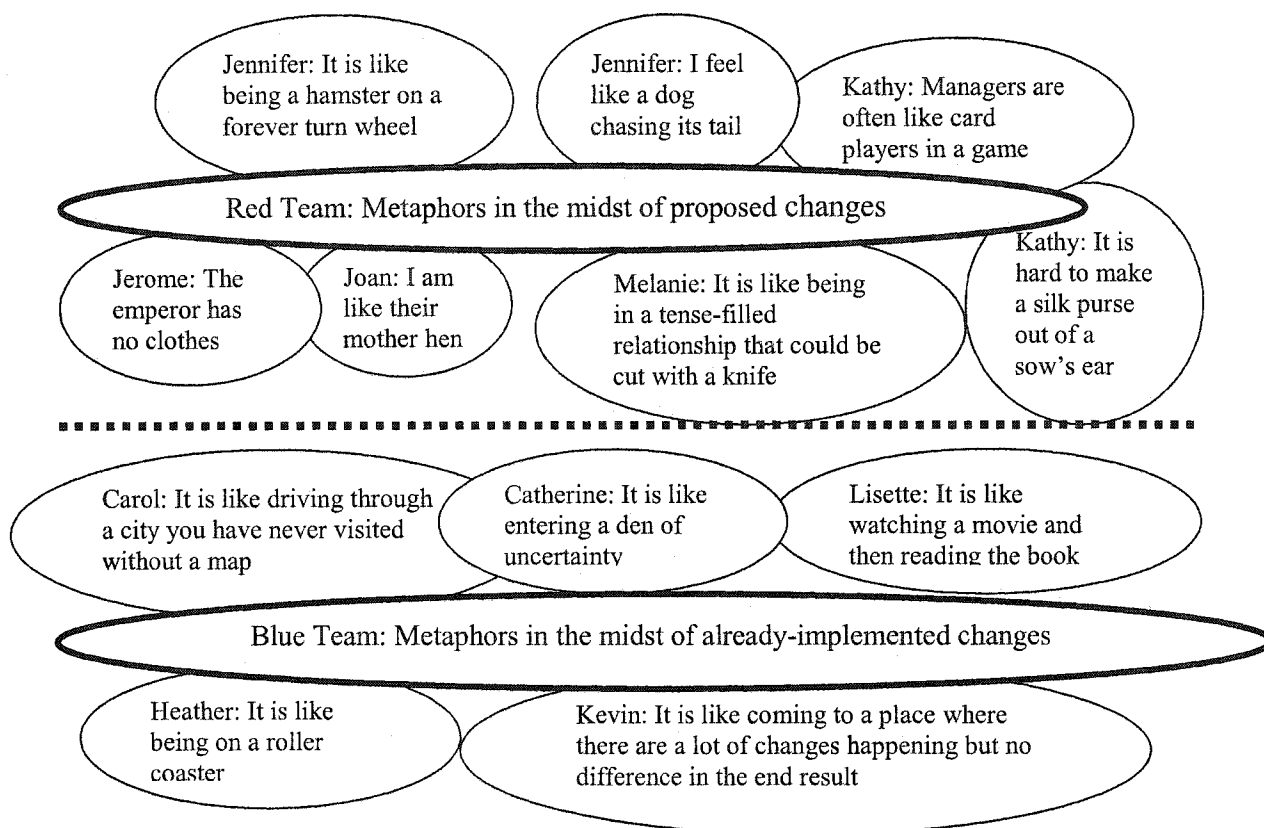 Jennifer: It is like
being a hamster on a
forever turn wheel
Jennifer: I feel
like a dog
chasing its tail
Kathy: Managers are
often like card
players in a game
Red Team: Metaphors in the midst of proposed changes
Jerome: The
emperor has
no clothes
Joan: I am
like their
mother hen
Melanie: It is like being
in a tense-filled
relationship that could be
cut with a knife
Kathy: It is
hard to make
a silk purse
out of a
sow's ear
Carol: It is like driving through
a city you have never visited
without a map
Catherine: It is like
entering a den of
uncertainty
Lisette: It is like
watching a movie and
then reading the book
Blue Team: Metaphors in the midst of already-implemented changes
Heather: It is like
being on a roller
coaster
Kevin: It is like coming to a place where
there are a lot of changes happening but no
difference in the end result